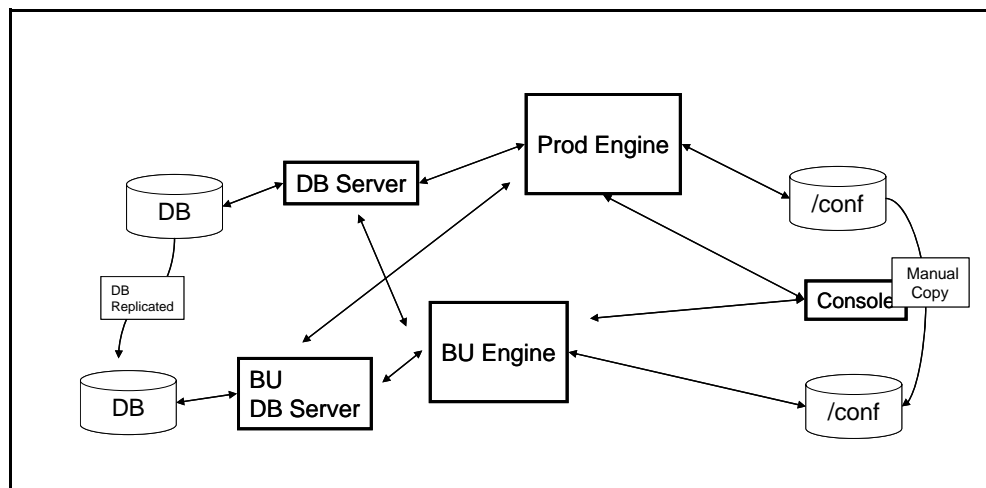 Prod Engine
DB Server
DB
/conf
DB
Replicated
Manual
Copy
Console
BU Engine
BU
DB Server
DB
/conf